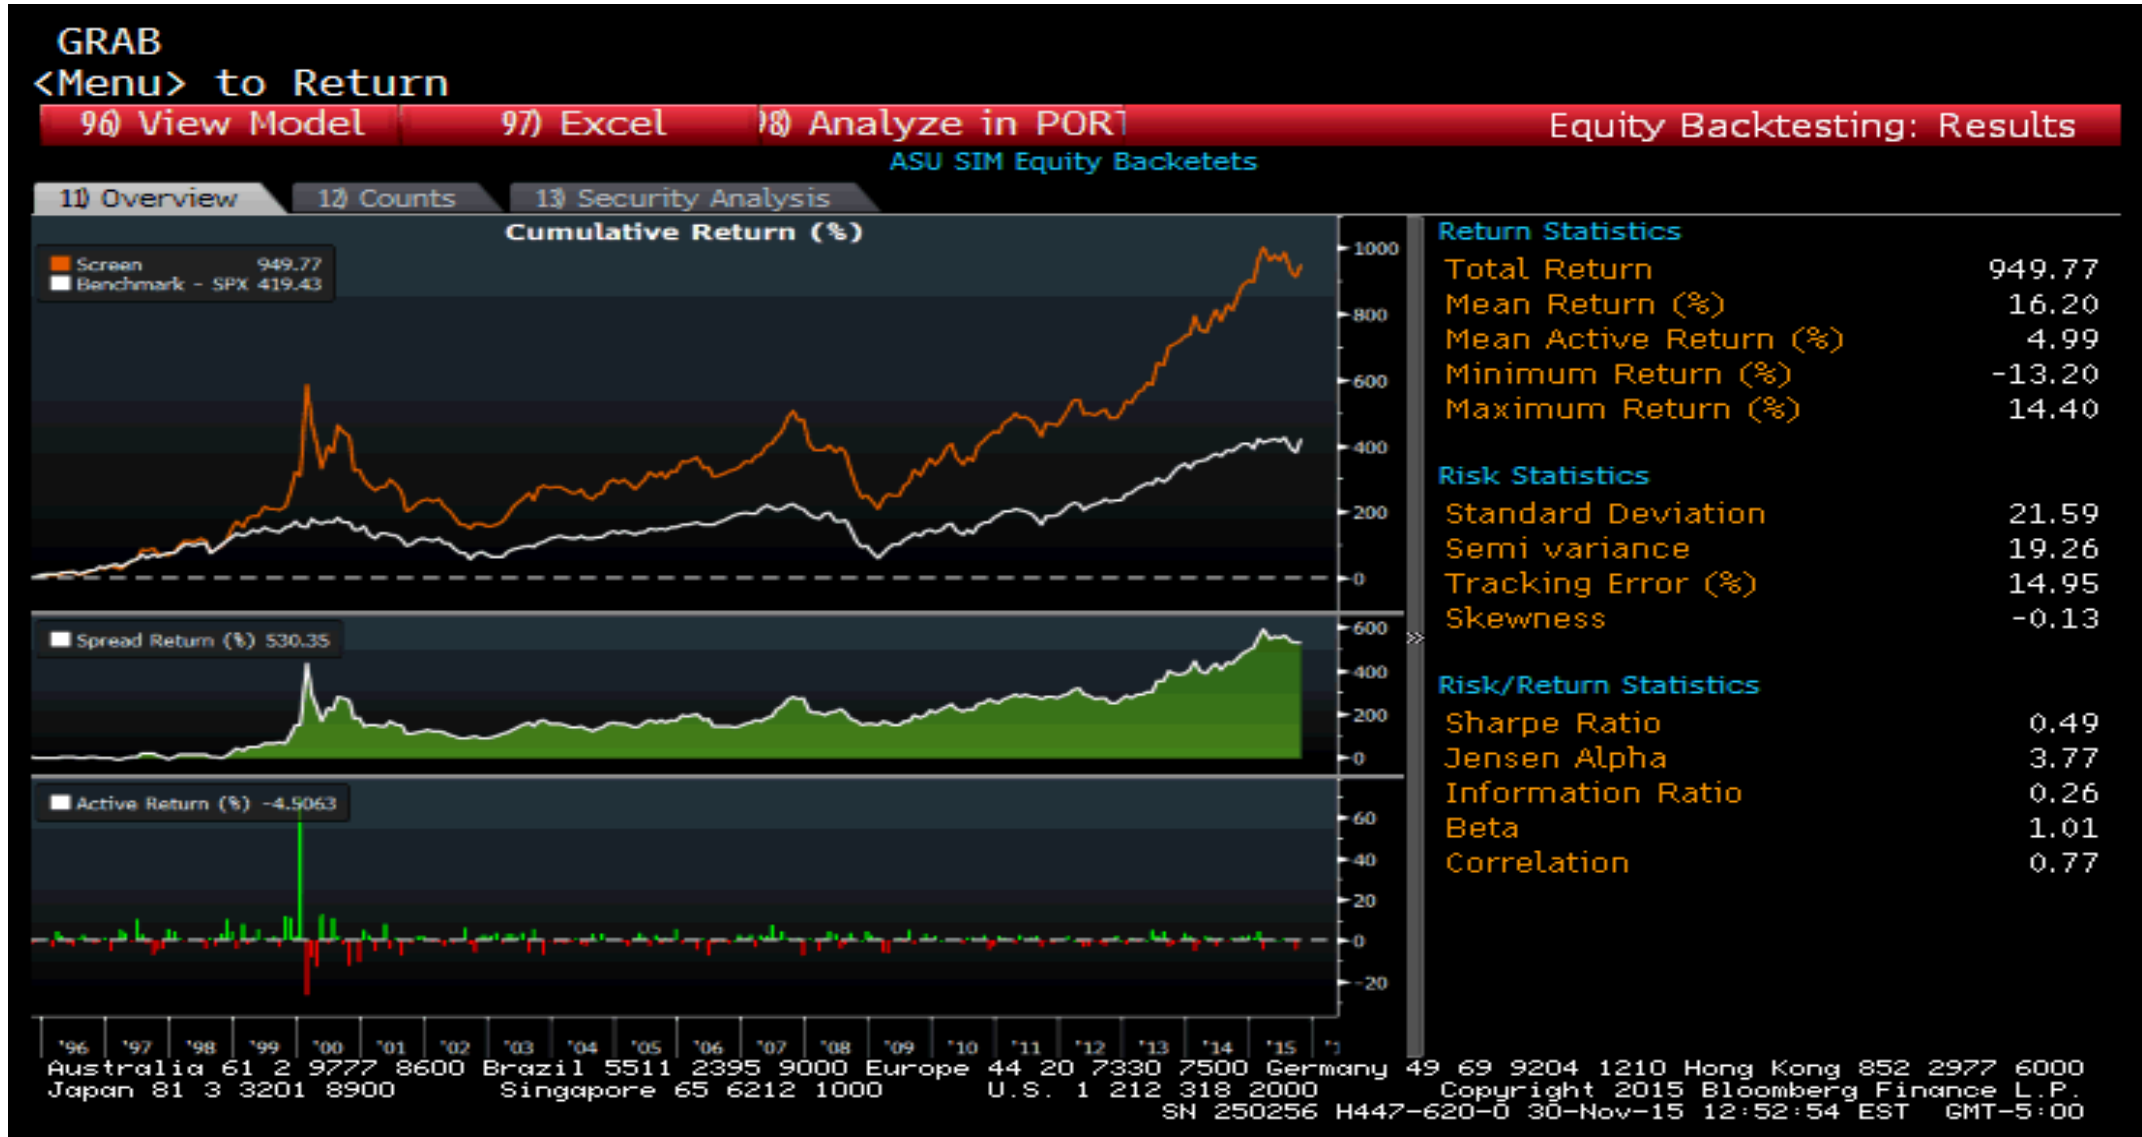 GRAB
<Menu> to Return
96) View Model 97) Excel 98) Analyze in PORT Equity Backtesting: Results
ASU SIM Equity Backetets
11) Overview 12) Counts 13) Security Analysis
Cumulative Return (%)
Screen 949.77
Benchmark - SPX 419.43
1000
800
600
400
200
0
Spread Return (%) 530.35
600
400
200
0
Active Return (%) -4.5063
60
40
20
0
-20
'96 '97 '98 '99 '00 '01 '02 '03 '04 '05 '06 '07 '08 '09 '10 '11 '12 '13 '14 '15 '1
Return Statistics
Total Return 949.77
Mean Return (%) 16.20
Mean Active Return (%) 4.99
Minimum Return (%) -13.20
Maximum Return (%) 14.40
Risk Statistics
Standard Deviation 21.59
Semi variance 19.26
Tracking Error (%) 14.95
Skewness -0.13
Risk/Return Statistics
Sharpe Ratio 0.49
Jensen Alpha 3.77
Information Ratio 0.26
Beta 1.01
Correlation 0.77
Australia 61 2 9777 8600 Brazil 5511 2395 9000 Europe 44 20 7330 7500 Germany 49 69 9204 1210 Hong Kong 852 2977 6000
Japan 81 3 3201 8900 Singapore 65 6212 1000 U.S. 1 212 318 2000 Copyright 2015 Bloomberg Finance L.P.
SN 250256 H447-620-0 30-Nov-15 12:52:54 EST GMT-5:00